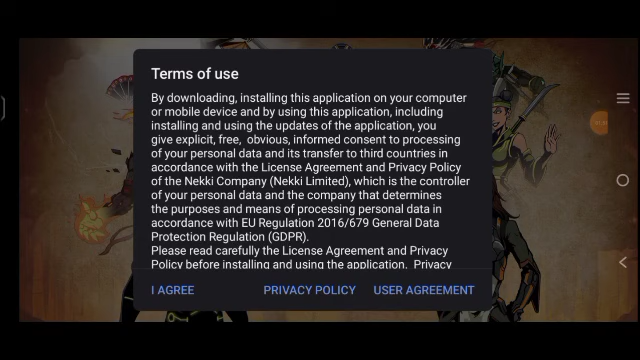 Terms of use
By downloading, installing this application on your computer
or mobile device and by using this application, including
installing and using the updates of the application, you
give explicit, free,  obvious, informed consent to processing
of your personal data and its transfer to third countries in
accordance with the License Agreement and Privacy Policy
of the Nekki Company (Nekki Limited), which is the controller
of your personal data and the company that determines
the purposes and means of processing personal data in
accordance with EU Regulation 2016/679 General Data
Protection Regulation (GDPR).
Please read carefully the License Agreement and Privacy
Policy before installing and using the application.  Privacy
I AGREE PRIVACY POLICY USER AGREEMENT